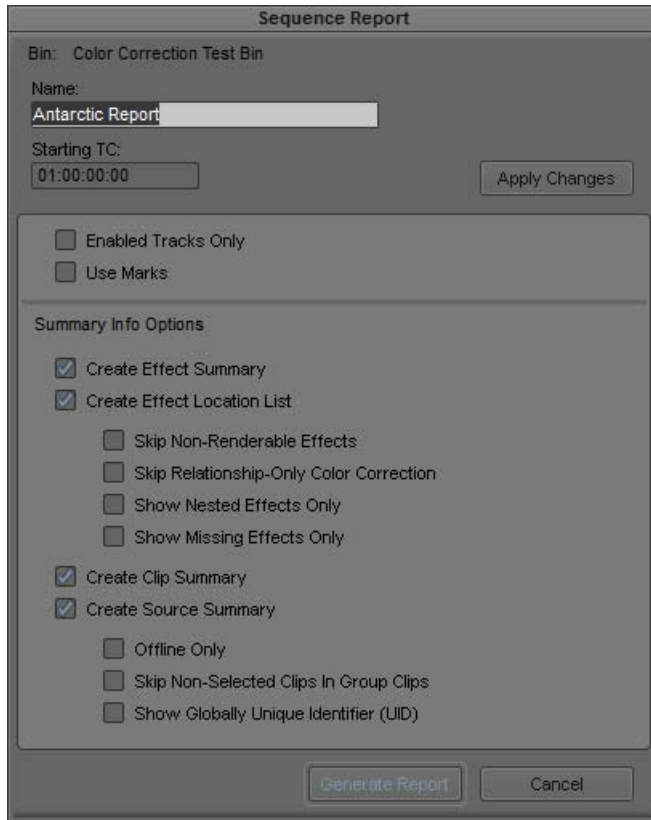 Sequence Report
Bin: Color Correction Test Bin
Name:
Antarctic Report
Starting TC:
01:00:00:00
Apply Changes
Enabled Tracks Only
Use Marks
Summary Info Options
Create Effect Summary
Create Effect Location List
Skip Non-Renderable Effects
Skip Relationship-Only Color Correction
Show Nested Effects Only
Show Missing Effects Only
Create Clip Summary
Create Source Summary
Offline Only
Skip Non-Selected Clips In Group Clips
Show Globally Unique Identifier (UID)
Generate Report
Cancel